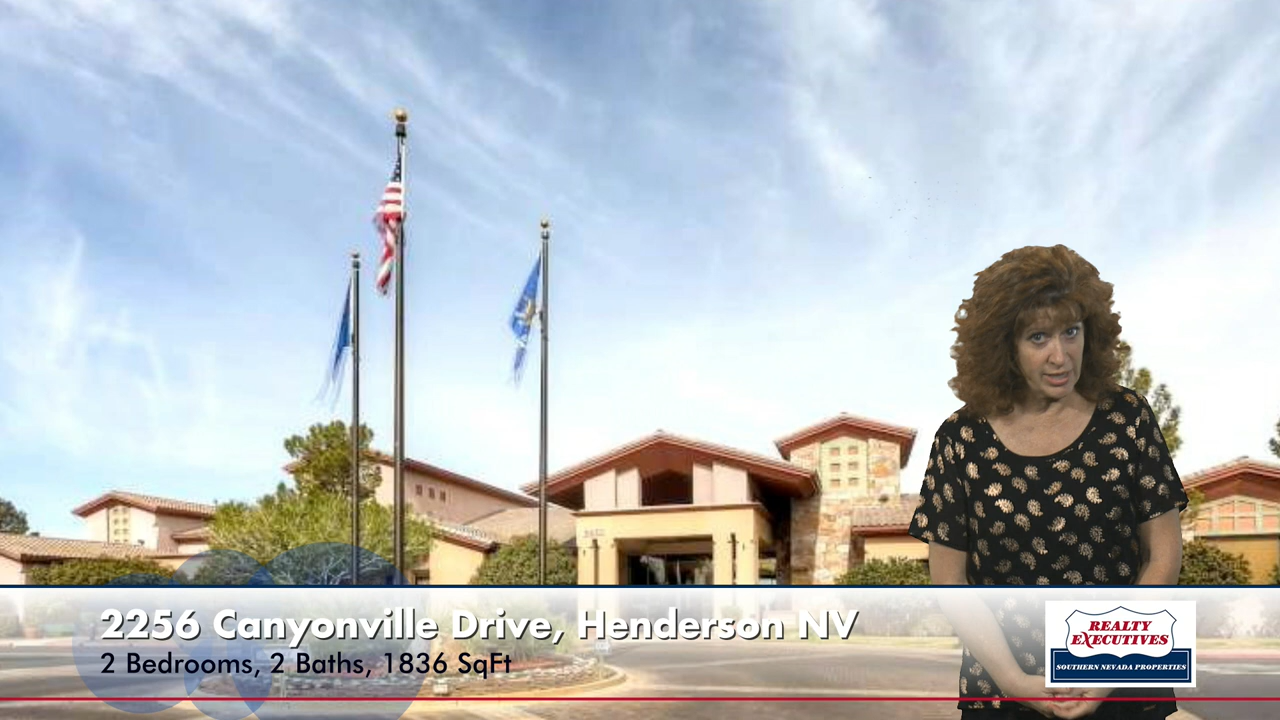 2256 Canyonville Drive, Henderson NV
2 Bedrooms, 2 Baths, 1836 SqFt
REALTY
EXECUTIVES
SOUTHERN NEVADA PROPERTIES